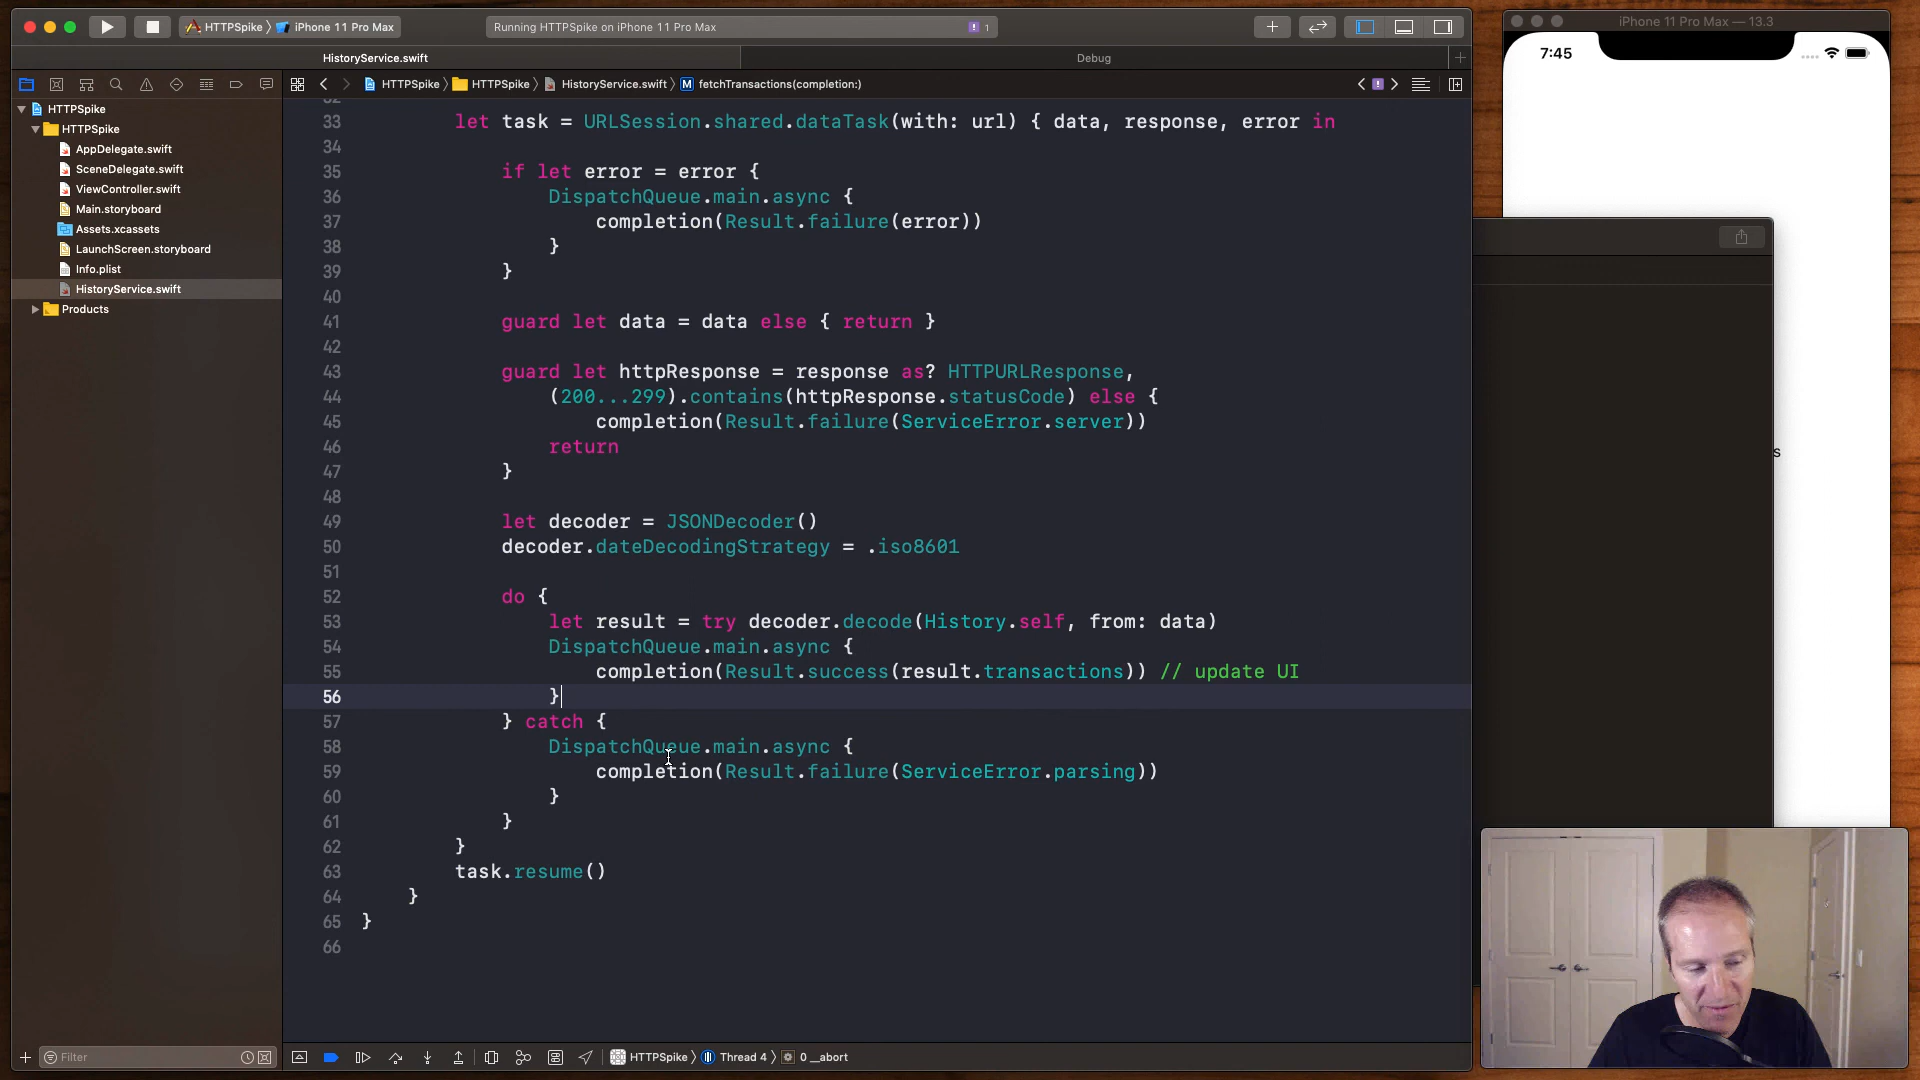 HTTPSpike
iPhone 11 Pro Max
Running HTTPSpike on iPhone 11 Pro Max
1
iPhone 11 Pro Max — 13.3
7:45
HistoryService.swift
Debug
HTTPSpike
HTTPSpike
HistoryService.swift
M
fetchTransactions(completion:)
HTTPSpike
HTTPSpike
AppDelegate.swift
SceneDelegate.swift
ViewController.swift
Main.storyboard
Assets.xcassets
LaunchScreen.storyboard
Info.plist
HistoryService.swift
Products
33 let task = URLSession.shared.dataTask(with: url) { data, response, error in
34
35 if let error = error {
36 DispatchQueue.main.async {
37 completion(Result.failure(error))
38 }
39 }
40
41 guard let data = data else { return }
42
43 guard let httpResponse = response as? HTTPURLResponse,
44 (200...299).contains(httpResponse.statusCode) else {
45 completion(Result.failure(ServiceError.server))
46 return
47 }
48
49 let decoder = JSONDecoder()
50 decoder.dateDecodingStrategy = .iso8601
51
52 do {
53 let result = try decoder.decode(History.self, from: data)
54 DispatchQueue.main.async {
55 completion(Result.success(result.transactions)) // update UI
56 }
57 } catch {
58 DispatchQueue.main.async {
59 completion(Result.failure(ServiceError.parsing))
60 }
61 }
62 }
63 task.resume()
64 }
65 }
66
s
Filter
HTTPSpike
Thread 4
0 __abort